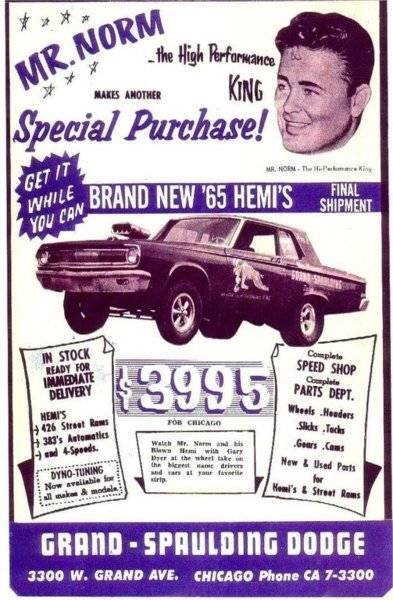 MR. NORM
...the High Performance
KING
MAKES ANOTHER
Special Purchase!
MR. NORM - The Hi-Performance King
GET IT
WHILE
YOU CAN
BRAND NEW '65 HEMI'S
FINAL
SHIPMENT
GRAND - SPAULDING
IN STOCK
READY FOR
IMMEDIATE
DELIVERY
HEMI'S
426 Street Rams
383's Automatics
and 4-Speeds.
DYNO-TUNING
Now available for
all makes & models.
$3995
FOB CHICAGO
Watch Mr. Norm and his
Blown Hemi with Gary
Dyer at the wheel take on
the biggest name drivers
and cars at your favorite
strip.
Complete
SPEED SHOP
Complete
PARTS DEPT.
Wheels . Headers
. Slicks . Tachs
. Gears . Cams
New & Used Parts
for
Hemi's & Street Rams
GRAND - SPAULDING DODGE
3300 W. GRAND AVE. CHICAGO Phone CA 7-3300